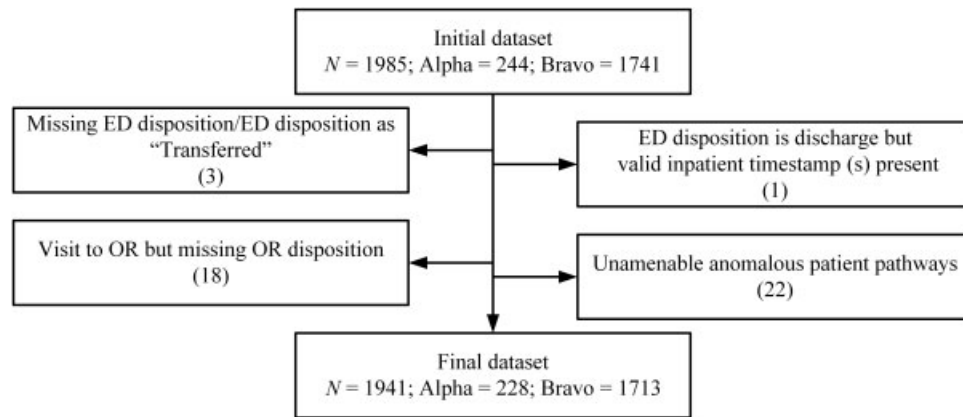 Initial dataset
N = 1985; Alpha = 244; Bravo = 1741
Missing ED disposition/ED disposition as
“Transferred”
(3)
ED disposition is discharge but
valid inpatient timestamp (s) present
(1)
Visit to OR but missing OR disposition
(18)
Unamenable anomalous patient pathways
(22)
Final dataset
N = 1941; Alpha = 228; Bravo = 1713